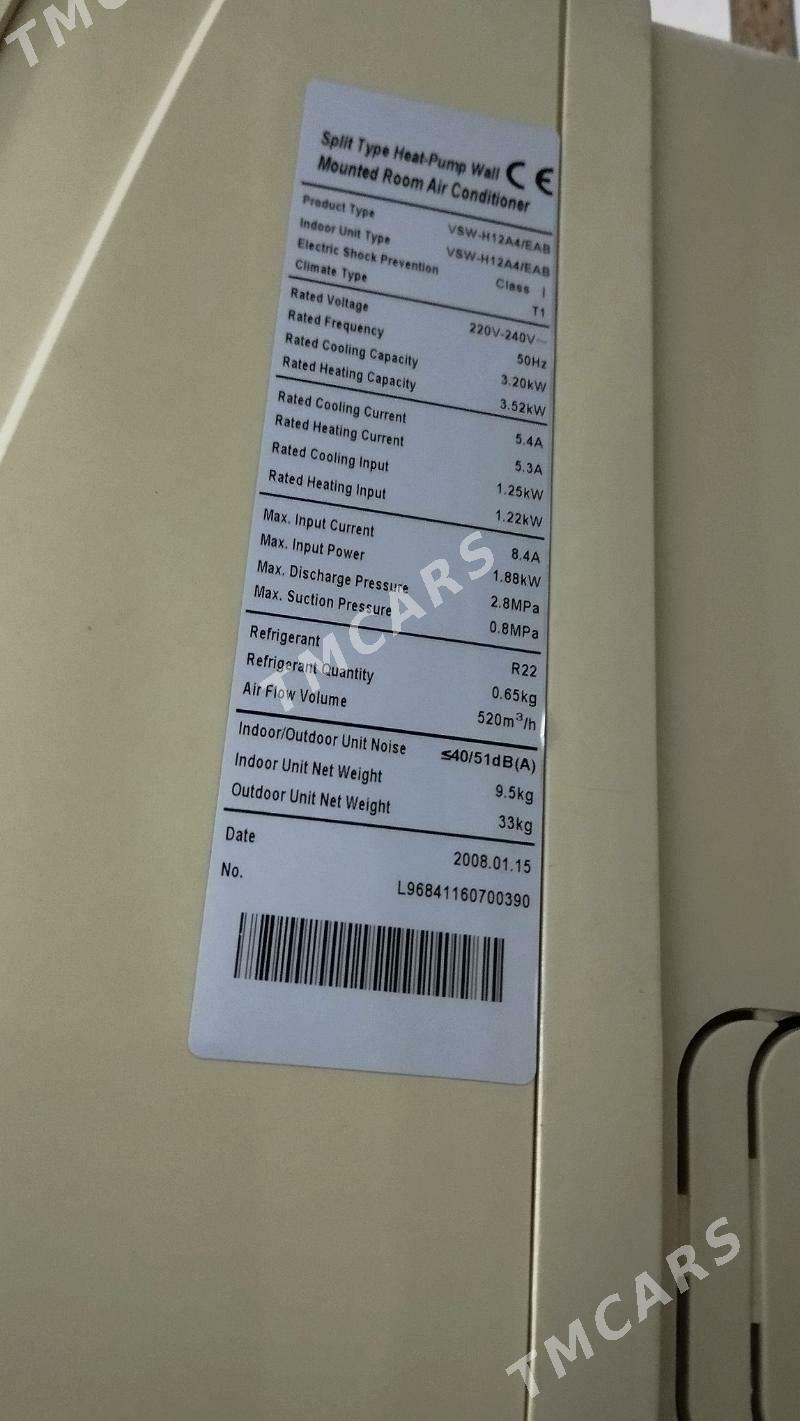 TMCARS
Split Type Heat-Pump Wall CE
Mounted Room Air Conditioner
Product Type VSW-H12A4/EAB
Indoor Unit Type VSW-H12A4/EAB
Electric Shock Prevention Class I
Climate Type T1
Rated Voltage 220V-240V~
Rated Frequency 50Hz
Rated Cooling Capacity 3.20kW
Rated Heating Capacity 3.52kW
Rated Cooling Current 5.4A
Rated Heating Current 5.3A
Rated Cooling Input 1.25kW
Rated Heating Input 1.22kW
Max. Input Current 8.4A
Max. Input Power 1.88kW
Max. Discharge Pressure 2.8MPa
Max. Suction Pressure 0.8MPa
TMCARS
Refrigerant R22
Refrigerant Quantity 0.65kg
Air Flow Volume 520m³/h
Indoor/Outdoor Unit Noise ≤40/51dB(A)
Indoor Unit Net Weight 9.5kg
Outdoor Unit Net Weight 33kg
Date 2008.01.15
No. L96841160700390
TMCARS